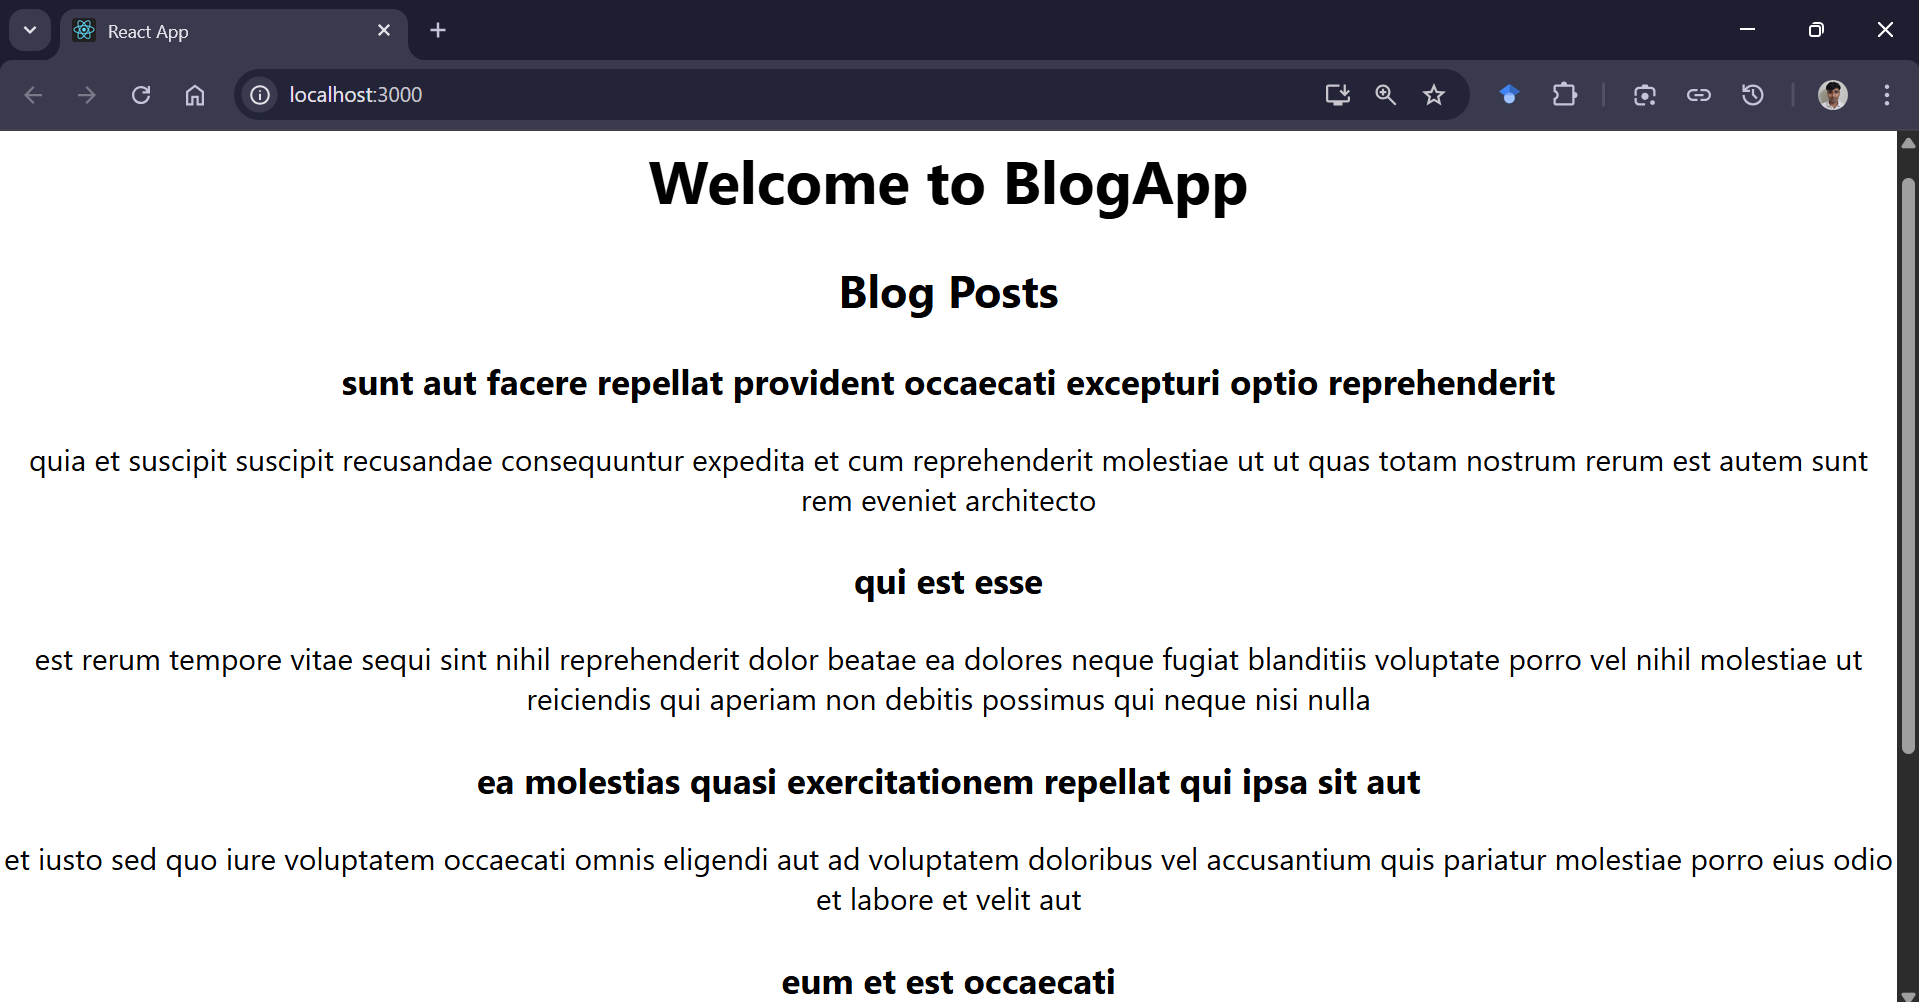 React App
localhost:3000
Welcome to BlogApp
Blog Posts
sunt aut facere repellat provident occaecati excepturi optio reprehenderit
quia et suscipit suscipit recusandae consequuntur expedita et cum reprehenderit molestiae ut ut quas totam nostrum rerum est autem sunt
rem eveniet architecto
qui est esse
est rerum tempore vitae sequi sint nihil reprehenderit dolor beatae ea dolores neque fugiat blanditiis voluptate porro vel nihil molestiae ut
reiciendis qui aperiam non debitis possimus qui neque nisi nulla
ea molestias quasi exercitationem repellat qui ipsa sit aut
et iusto sed quo iure voluptatem occaecati omnis eligendi aut ad voluptatem doloribus vel accusantium quis pariatur molestiae porro eius odio
et labore et velit aut
eum et est occaecati